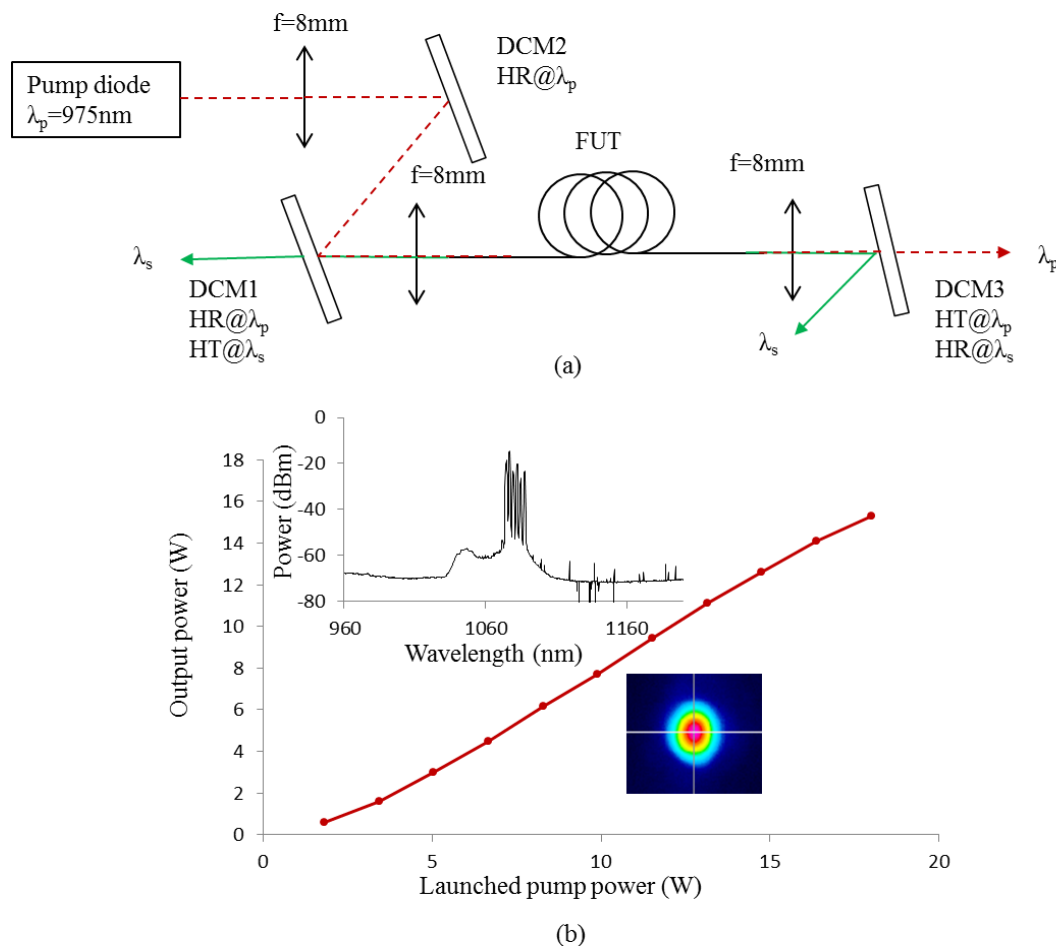 f=8mm
Pump diode
λp=975nm
DCM2
HR@λp
FUT
f=8mm
f=8mm
λs
DCM1
HR@λp
HT@λs
λs
λp
DCM3
HT@λp
HR@λs
(a)
Output power (W)
18
16
14
12
10
8
6
4
2
0
0
5
10
15
20
Launched pump power (W)
Power (dBm)
0
-20
-40
-60
-80
960
1060
1160
Wavelength (nm)
(b)